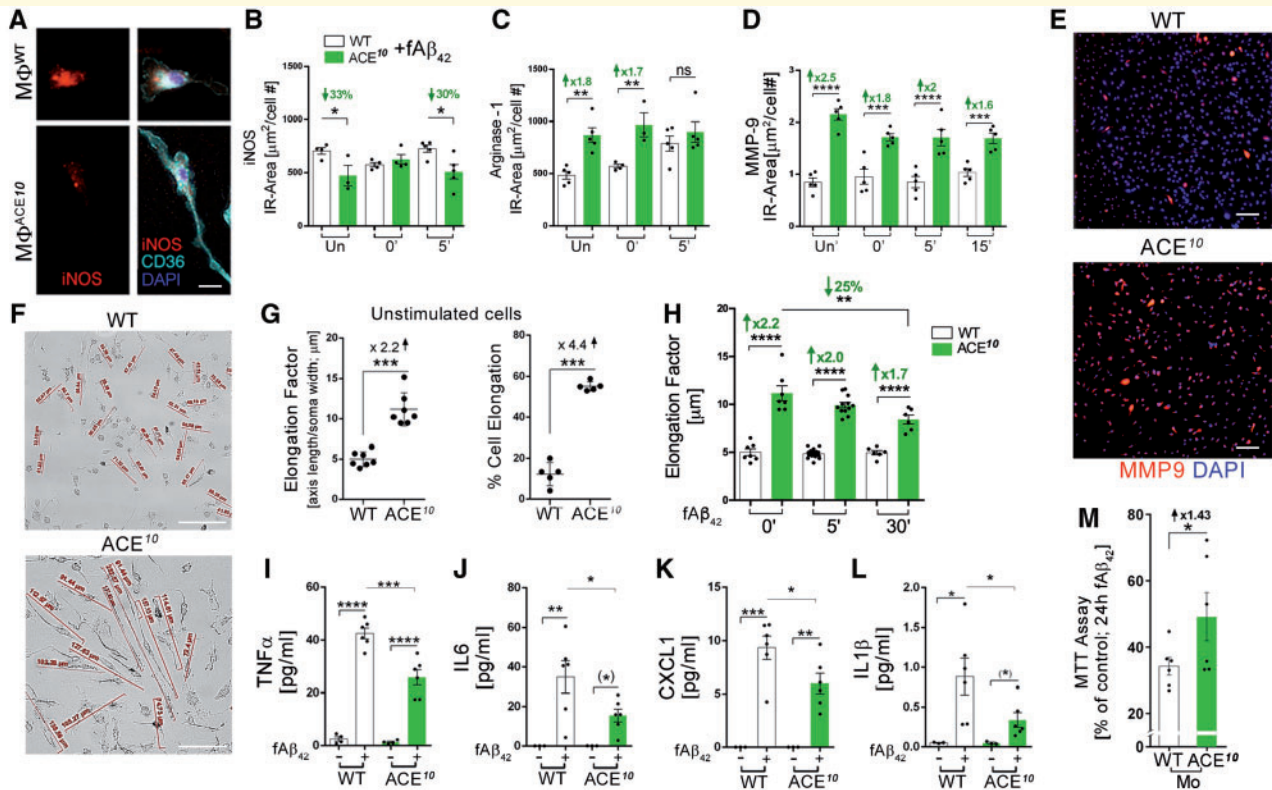 A
MΦWT
MΦACE10
iNOS
iNOS
CD36
DAPI
B
WT
ACE10
+fAβ42
↓33%
*
↓30%
*
iNOS
IR-Area [μm2/cell #]
1500
1000
500
0
Un
0'
5'
C
↑x1.8
**
↑x1.7
**
ns
Arginase -1
IR-Area [μm2/cell #]
1500
1000
500
0
Un
0'
5'
D
↑x2.5
****
↑x1.8
***
↑x2
****
↑x1.6
***
MMP-9
IR-Area[μm2/cell#]
3
2
1
0
Un'
0'
5'
15'
E
WT
ACE10
MMP9 DAPI
F
WT
ACE10
127.63 μm
G
Unstimulated cells
Elongation Factor
[axis length/soma width; μm]
x 2.2 ↑
***
20
15
10
5
0
WT
ACE10
% Cell Elongation
x 4.4 ↑
***
80
60
40
20
0
WT
ACE10
H
↓25%
**
WT
ACE10
↑x2.2
****
↑x2.0
****
↑x1.7
****
Elongation Factor
[μm]
20
15
10
5
0
fAβ42
0'
5'
30'
I
***
****
****
TNFα
[pg/ml]
60
40
20
0
fAβ42
- + - +
WT ACE10
J
*
**
(*)
IL6
[pg/ml]
80
60
40
20
0
fAβ42
- + - +
WT ACE10
K
*
***
**
CXCL1
[pg/ml]
15
10
5
0
fAβ42
- + - +
WT ACE10
L
*
*
(*)
IL1β
[pg/ml]
2.0
1.5
1.0
0.5
0.0
fAβ42
- + - +
WT ACE10
M
↑x1.43
*
MTT Assay
[% of control; 24h fAβ42]
80
60
40
20
0
WT ACE10
Mo